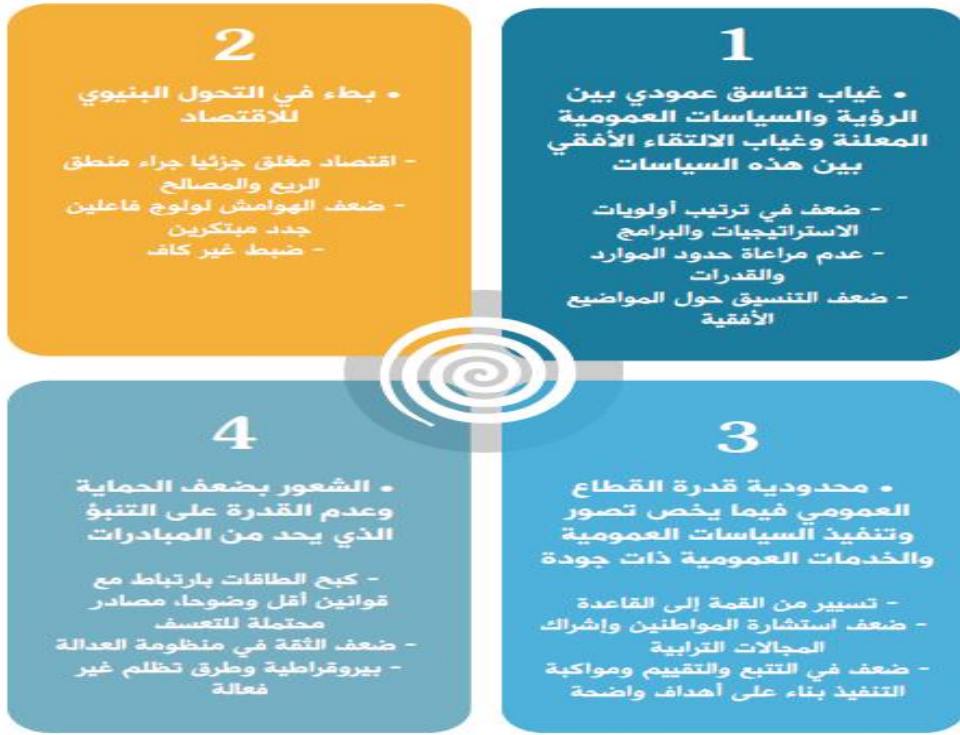 1
• غياب تناسق عمودي بين
الرؤية والسياسات العمومية
المعلنة وغياب الالتقاء الأفقي
بين هذه السياسات
- ضعف في ترتيب أولويات
الاستراتيجيات والبرامج
- عدم مراعاة حدود الموارد
والقدرات
- ضعف التنسيق حول المواضيع
الأفقية
2
• بطء في التحول البنيوي
للاقتصاد
- اقتصاد مغلق جزئيا جراء منطق
الريع والمصالح
- ضعف الهوامش لولوج فاعلين
جدد مبتكرين
- ضبط غير كاف
3
• محدودية قدرة القطاع
العمومي فيما يخص تصور
وتنفيذ السياسات العمومية
والخدمات العمومية ذات جودة
- تسيير من القمة إلى القاعدة
- ضعف استشارة المواطنين وإشراك
المجالات الترابية
- ضعف في التتبع والتقييم ومواكبة
التنفيذ بناء على أهداف واضحة
4
• الشعور بضعف الحماية
وعدم القدرة على التنبؤ
الذي يحد من المبادرات
- كبح الطاقات بارتباط مع
قوانين أقل وضوحا، مصادر
محتملة للتعسف
- ضعف الثقة في منظومة العدالة
- بيروقراطية وطرق تظلم غير
فعالة